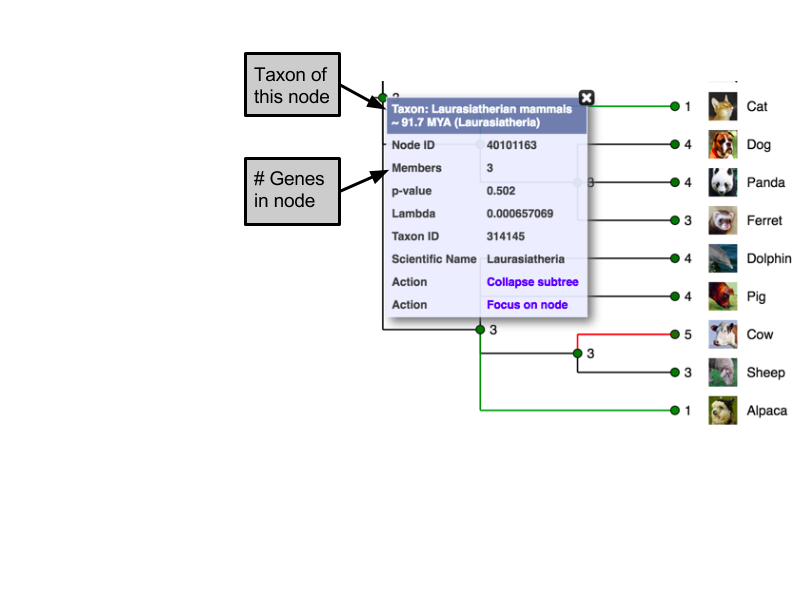 Taxon of
this node
# Genes
in node
Taxon: Laurasiatherian mammals
~ 91.7 MYA (Laurasiatheria)
Node ID 40101163
Members 3
p-value 0.502
Lambda 0.000657069
Taxon ID 314145
Scientific Name Laurasiatheria
Action Collapse subtree
Action Focus on node
3
3
3
1 Cat
4 Dog
4 Panda
3 Ferret
4 Dolphin
4 Pig
5 Cow
3 Sheep
1 Alpaca